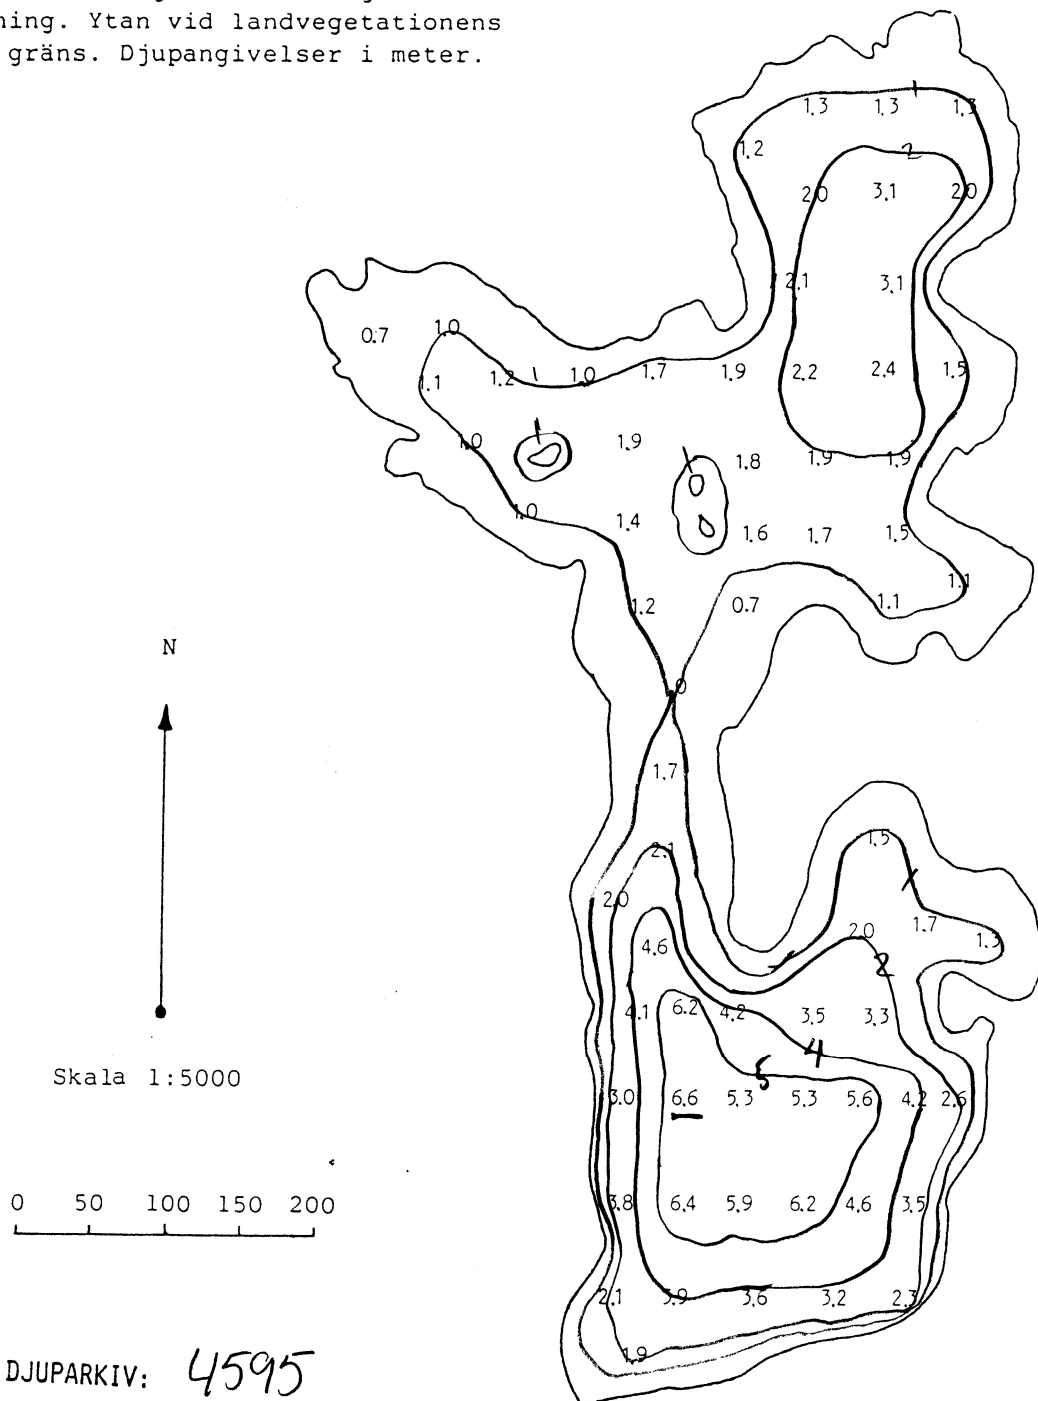 ning. Ytan vid landvegetationens
gräns. Djupangivelser i meter.
1
1.3 1.3 1.3
1.2 2
2.0 3.1 2.0
2.1 3.1
0.7 1.0
1.1 1.2 1 1.0 1.7 1.9 2.2 2.4 1.5
1
1.0 1.9 1.8 1.9 1.9
1.0 1.4 1.6 1.7 1.5
1.2 0.7 1.1 1.1
N
0
1.7
2.1 1.5
2.0 2.0 1.7 1.3
4.6 2
4.1 6.2 4.2 3.5 3.3
4
5
Skala 1:5000
3.0 6.6 5.3 5.3 5.6 4.2 2.6
3.8 6.4 5.9 6.2 4.6 3.5
0 50 100 150 200
2.1 3.9 3.6 3.2 2.3
1.9
DJUPARKIV: 4595